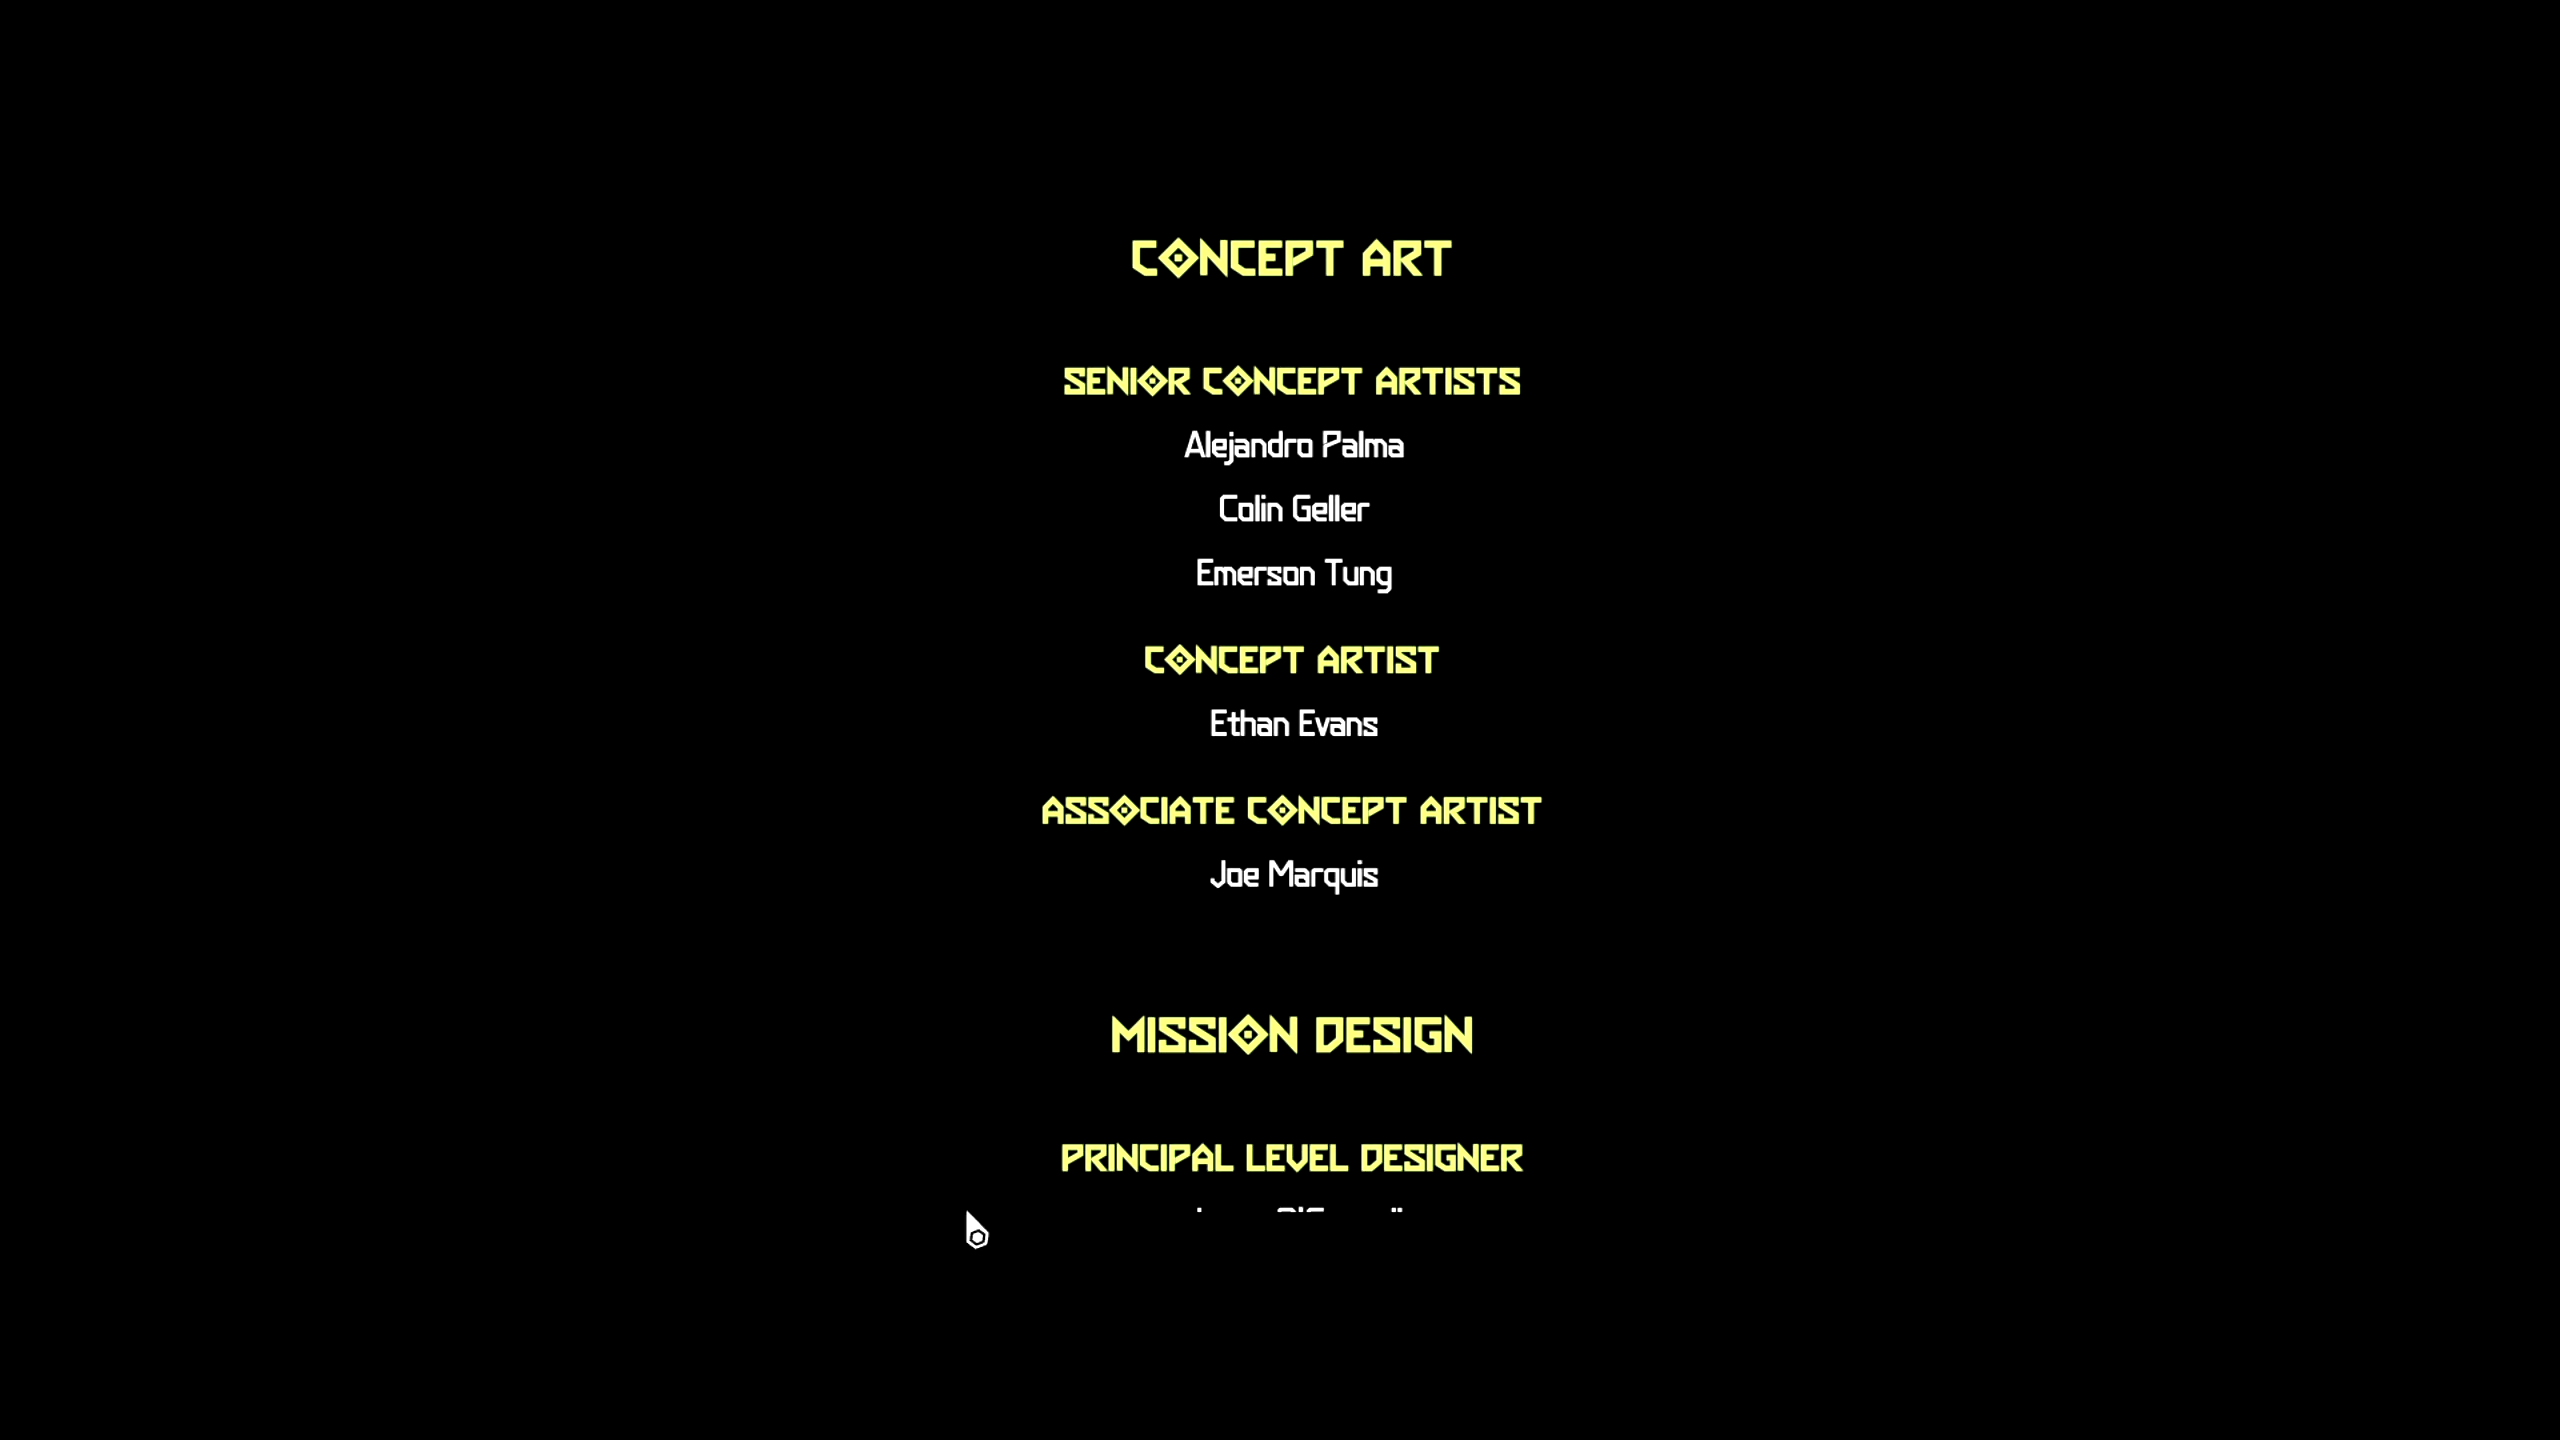 CONCEPT ART
SENIOR CONCEPT ARTISTS
Alejandro Palma
Colin Geller
Emerson Tung
CONCEPT ARTIST
Ethan Evans
ASSOCIATE CONCEPT ARTIST
Joe Marquis
MISSION DESIGN
PRINCIPAL LEVEL DESIGNER